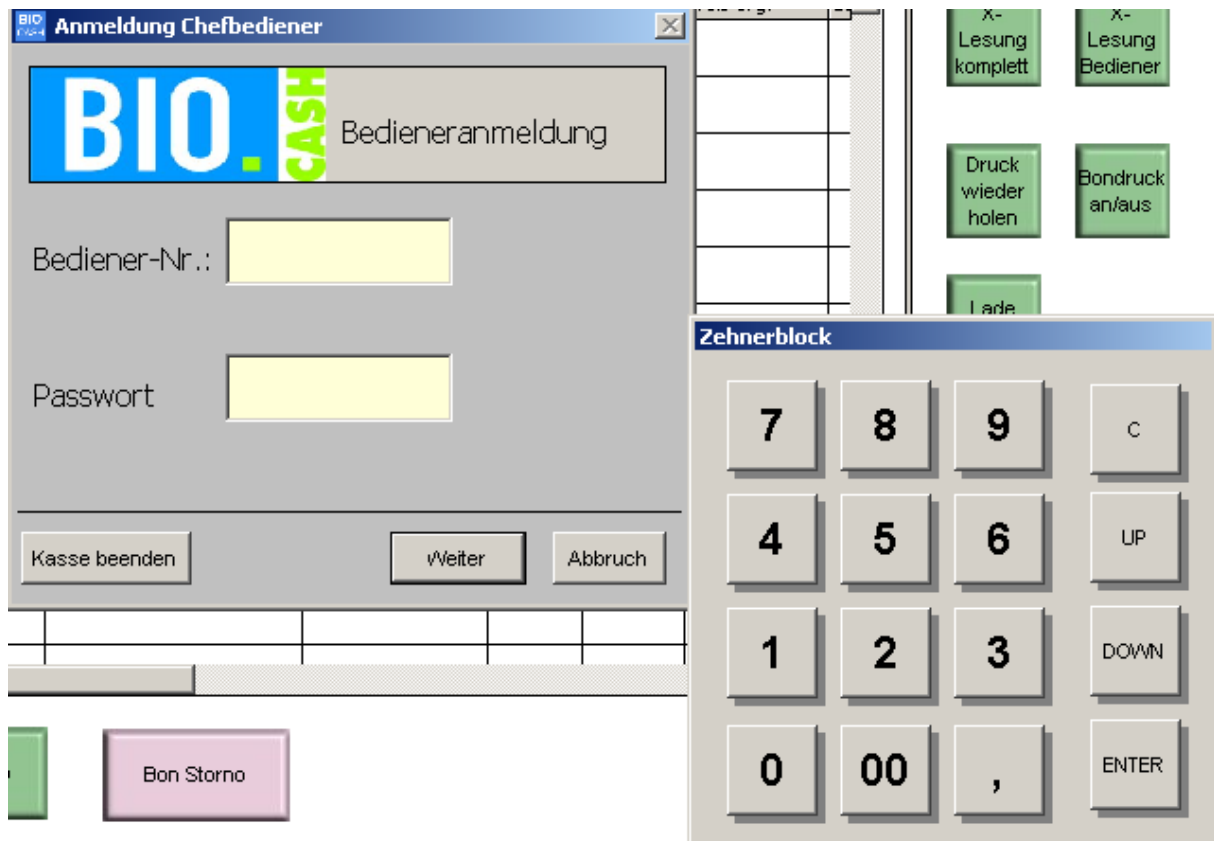 BIO CASH Anmeldung Chefbediener
BIO. CASH Bedieneranmeldung
Bediener-Nr.:
Passwort
Kasse beenden
Weiter
Abbruch
Bon Storno
X-
Lesung
komplett
X-
Lesung
Bediener
Druck
wieder
holen
Bondruck
an/aus
Lade
Zehnerblock
7 8 9 C
4 5 6 UP
1 2 3 DOWN
0 00 , ENTER